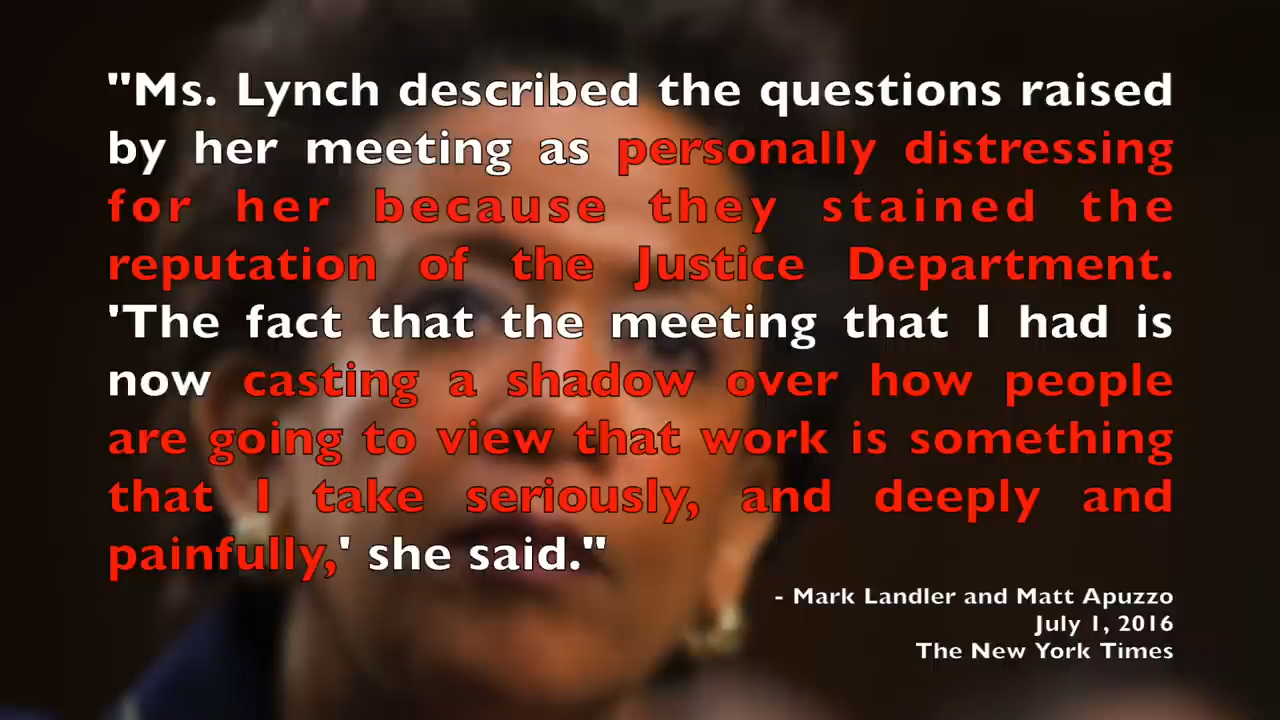 "Ms. Lynch described the questions raised
by her meeting as personally distressing
for her because they stained the
reputation of the Justice Department.
'The fact that the meeting that I had is
now casting a shadow over how people
are going to view that work is something
that I take seriously, and deeply and
painfully,' she said."
- Mark Landler and Matt Apuzzo
July 1, 2016
The New York Times